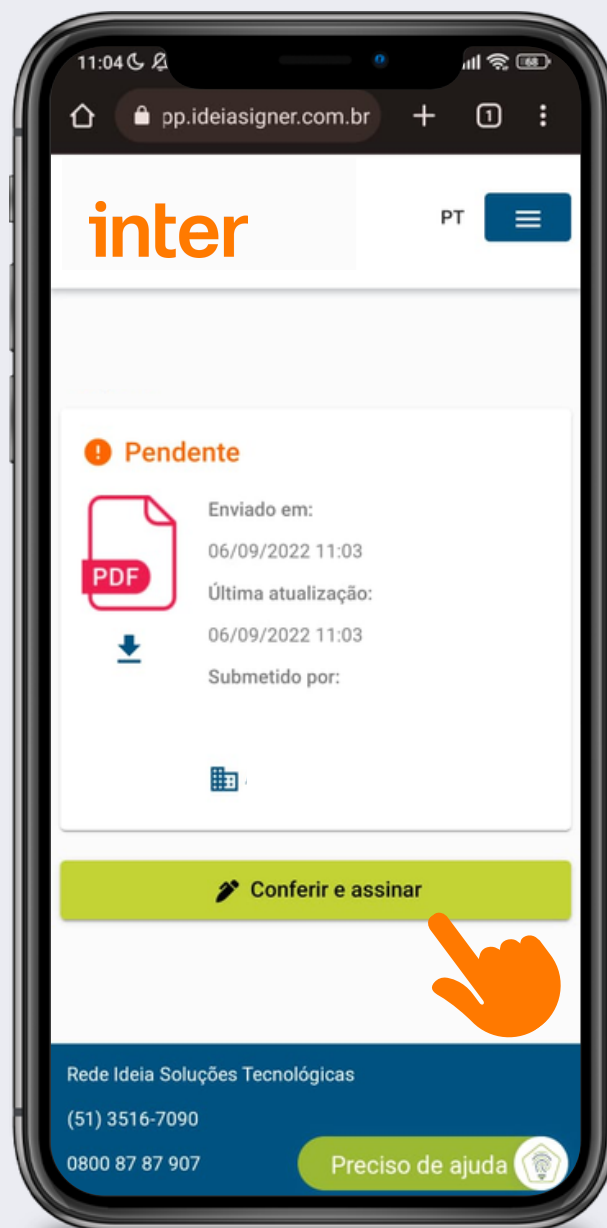 11:04
68
pp.ideiasigner.com.br
1
inter
PT
Pendente
PDF
Enviado em:
06/09/2022 11:03
Última atualização:
06/09/2022 11:03
Submetido por:
Conferir e assinar
Rede Ideia Soluções Tecnológicas
(51) 3516-7090
0800 87 87 907
Preciso de ajuda